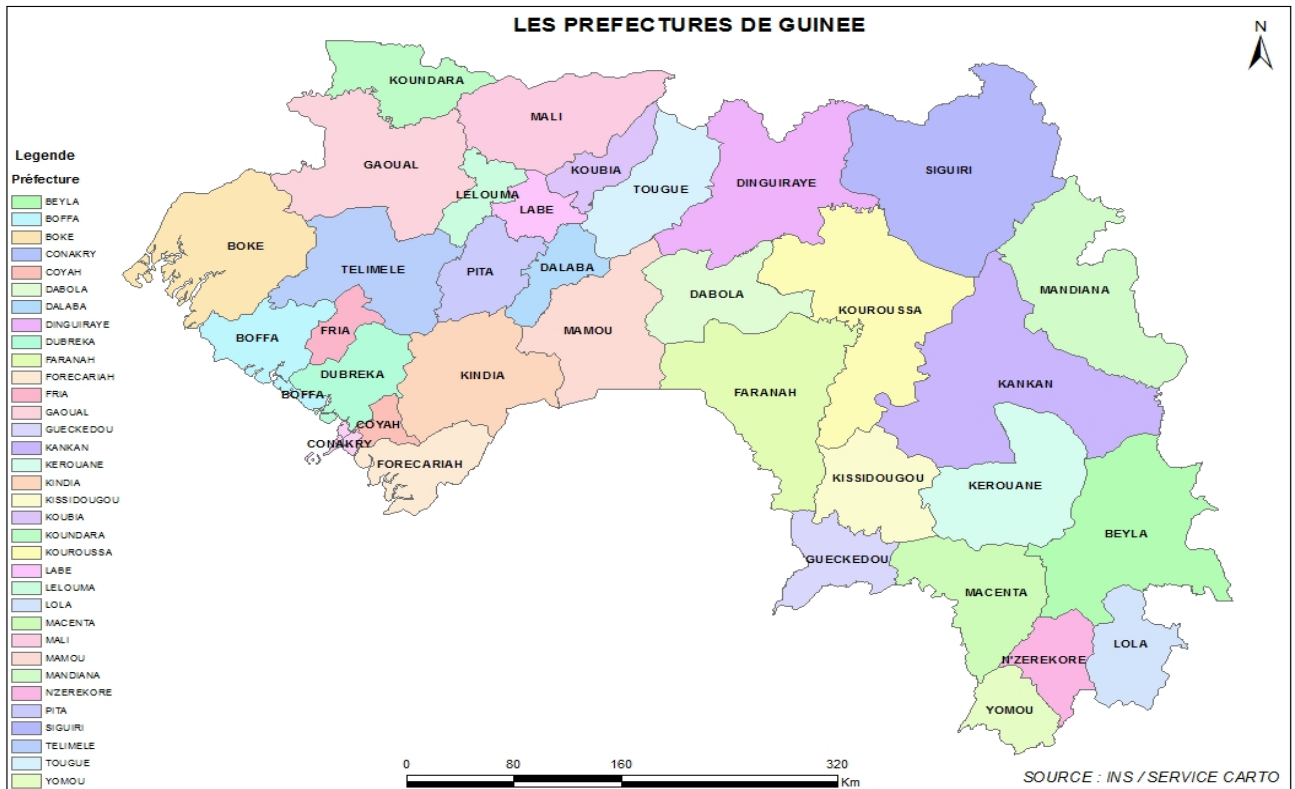 LES PREFECTURES DE GUINEE
N
KOUNDARA
MALI
GAOUAL
KOUBIA
TOUGUE
DINGUIRAYE
SIGUIRI
LELOUMA
LABE
BOKE
TELIMELE
PITA
DALABA
DABOLA
KOUROUSSA
MANDIANA
BOFFA
FRIA
MAMOU
DUBREKA
KINDIA
FARANAH
KANKAN
BOFFA
COYAH
CONAKRY
FORECARIAH
KISSIDOUGOU
KEROUANE
BEYLA
GUECKEDOU
MACENTA
N'ZEREKORE
LOLA
YOMOU
Legende
Préfecture
BEYLA
BOFFA
BOKE
CONAKRY
COYAH
DABOLA
DALABA
DINGUIRAYE
DUBREKA
FARANAH
FORECARIAH
FRIA
GAOUAL
GUECKEDOU
KANKAN
KEROUANE
KINDIA
KISSIDOUGOU
KOUBIA
KOUNDARA
KOUROUSSA
LABE
LELOUMA
LOLA
MACENTA
MALI
MAMOU
MANDIANA
NZEREKORE
PITA
SIGUIRI
TELIMELE
TOUGUE
YOMOU
0 80 160 320
Km
SOURCE : INS / SERVICE CARTO